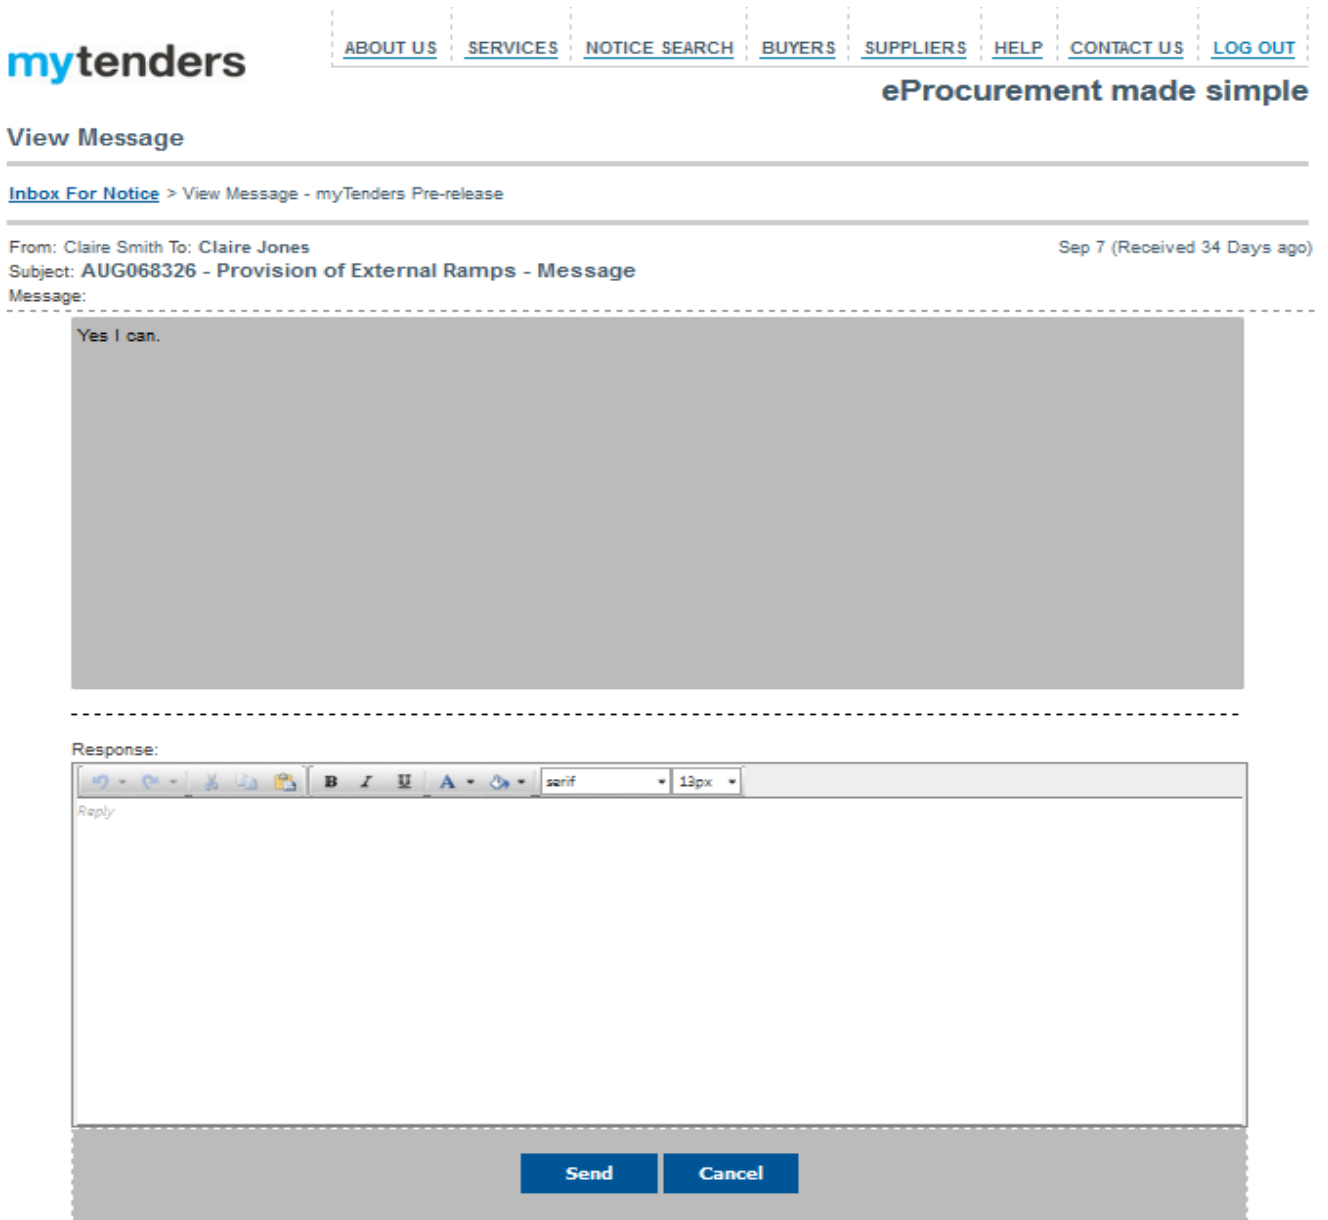 mytenders
ABOUT US SERVICES NOTICE SEARCH BUYERS SUPPLIERS HELP CONTACT US LOG OUT
eProcurement made simple
View Message
Inbox For Notice > View Message - myTenders Pre-release
From: Claire Smith To: Claire Jones Sep 7 (Received 34 Days ago)
Subject: AUG068326 - Provision of External Ramps - Message
Message:
Yes I can.
Response:
B I U A serif 13px
Reply
Send Cancel